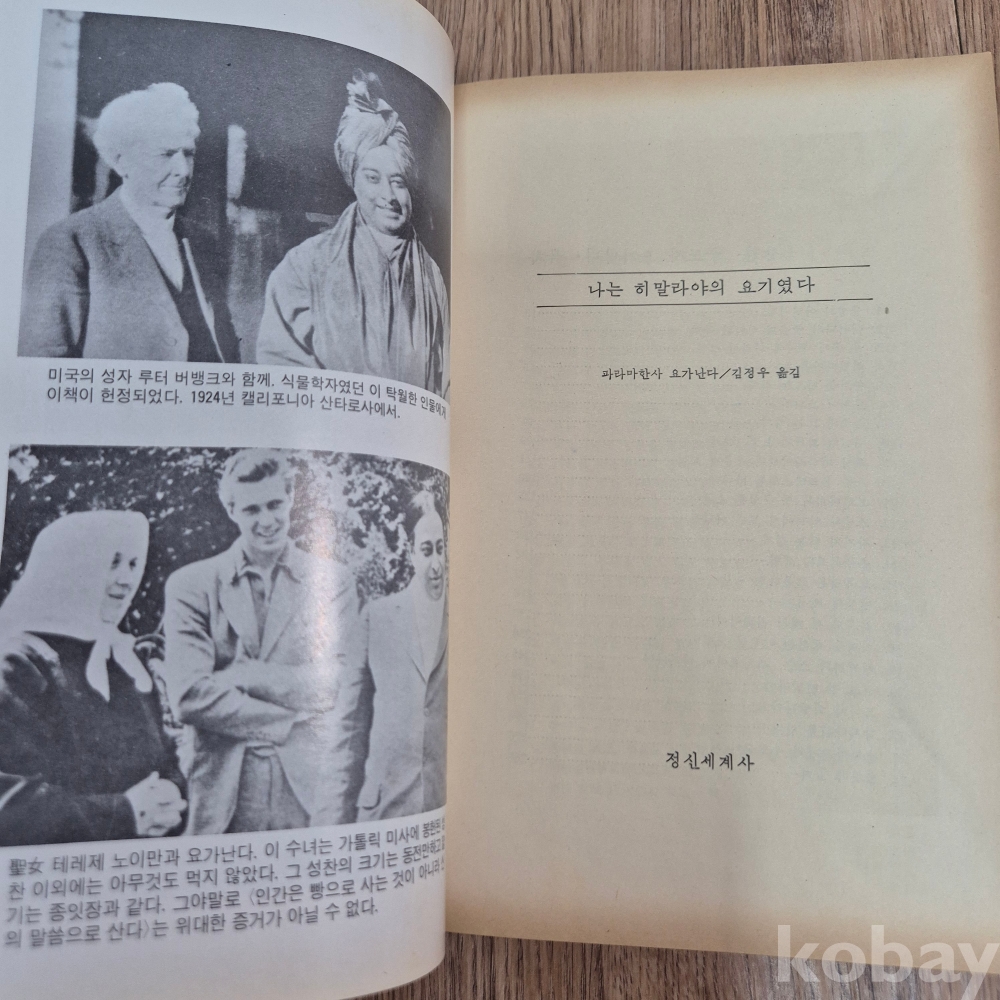 미국의 성자 루터 버뱅크와 함께. 식물학자였던 이 탁월한 인물에게
이책이 헌정되었다. 1924년 캘리포니아 산타로사에서.
聖女 테레제 노이만과 요가난다. 이 수녀는 가톨릭 미사에 봉헌된
찬 이외에는 아무것도 먹지 않았다. 그 성찬의 크기는 동전만하고
기는 종잇장과 같다. 그야말로 〈인간은 빵으로 사는 것이 아니라
의 말씀으로 산다〉는 위대한 증거가 아닐 수 없다.
나는 히말라야의 요기였다
파라마한사 요가난다/김정우 옮김
정신세계사
kobay